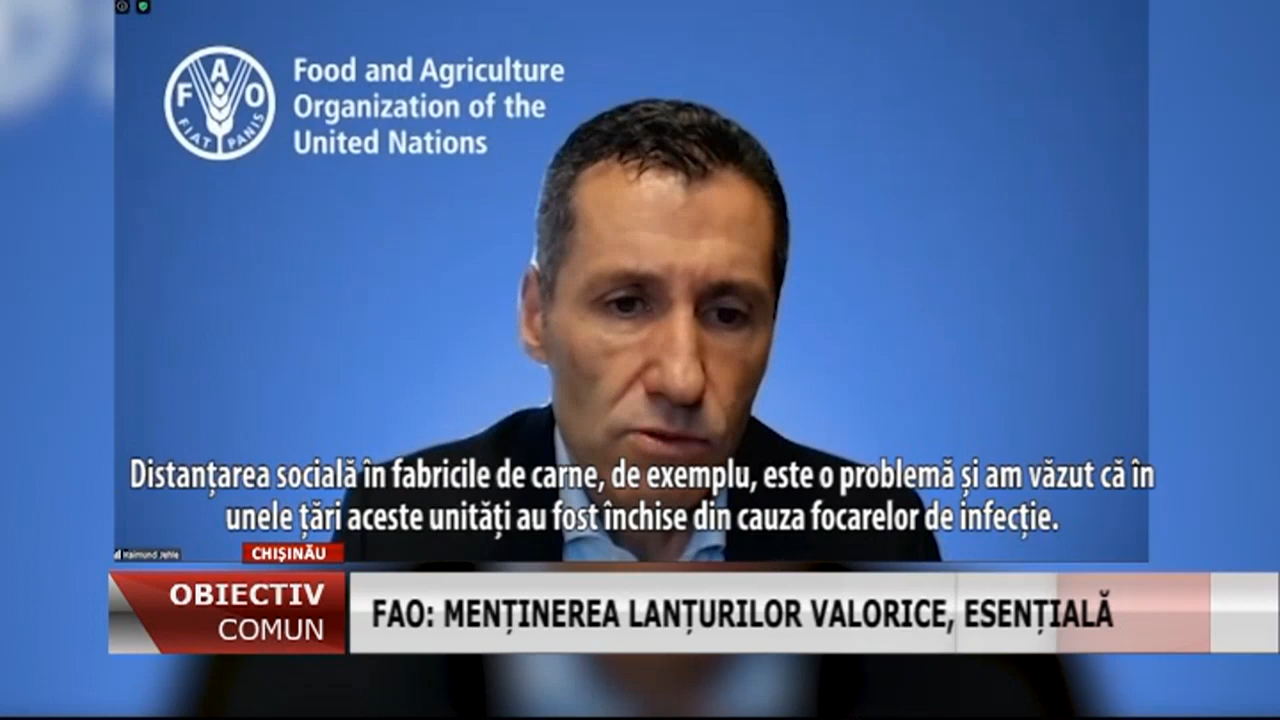 FAO
FIAT PANIS
Food and Agriculture
Organization of the
United Nations
Distanțarea socială în fabricile de carne, de exemplu, este o problemă și am văzut că în
unele țări aceste unități au fost închise din cauza focarelor de infecție.
Raimund Jehle
CHIȘINĂU
OBIECTIV
COMUN
FAO: MENȚINEREA LANȚURILOR VALORICE, ESENȚIALĂ